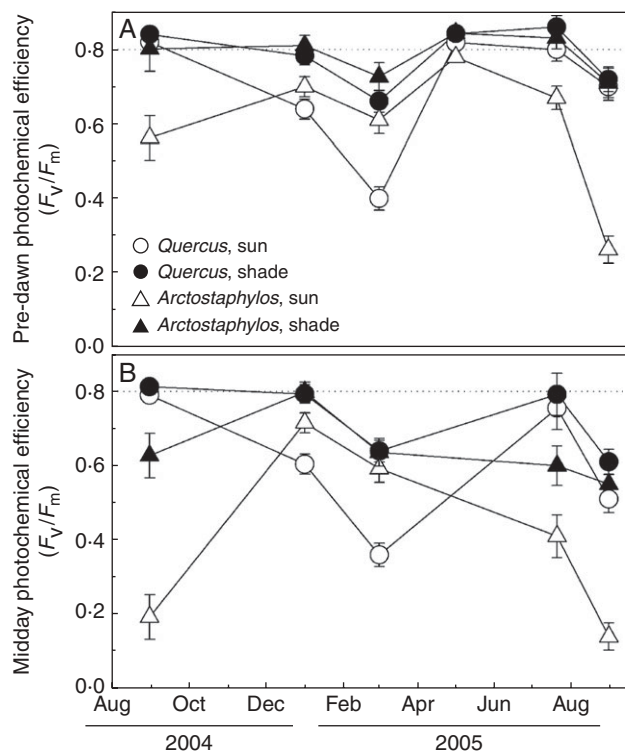 A
Pre-dawn photochemical efficiency
(Fv/Fm)
0·8
0·6
0·4
0·2
0·0
Quercus, sun
Quercus, shade
Arctostaphylos, sun
Arctostaphylos, shade
B
Midday photochemical efficiency
(Fv/Fm)
0·8
0·6
0·4
0·2
0·0
Aug Oct Dec Feb Apr Jun Aug
2004 2005